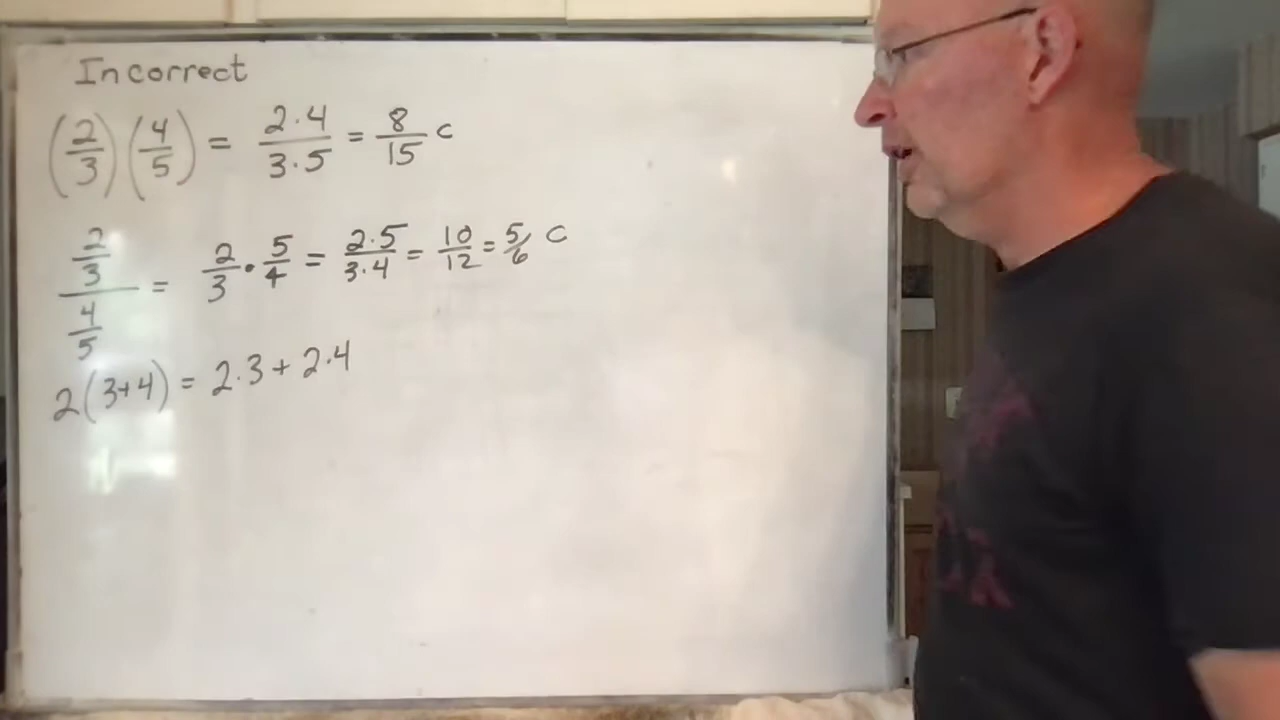 Incorrect
(2/3)(4/5) = 2·4/3·5 = 8/15 c
2/3 / 4/5 = 2/3 · 5/4 = 2·5/3·4 = 10/12 = 5/6 c
2(3+4) = 2·3+2·4